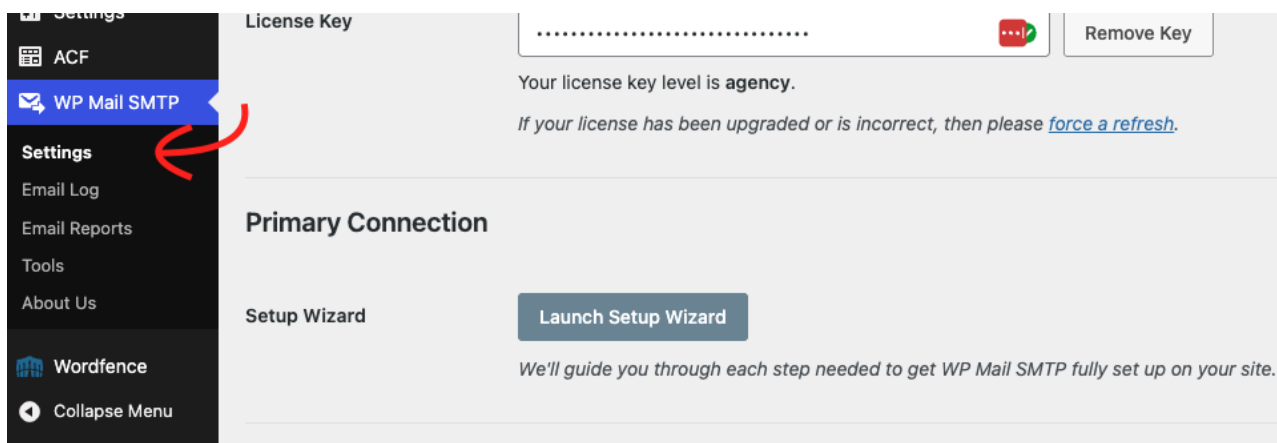 Settings
ACF
WP Mail SMTP
Settings
Email Log
Email Reports
Tools
About Us
Wordfence
Collapse Menu
License Key
Remove Key
Your license key level is agency.
If your license has been upgraded or is incorrect, then please force a refresh.
Primary Connection
Setup Wizard
Launch Setup Wizard
We'll guide you through each step needed to get WP Mail SMTP fully set up on your site.